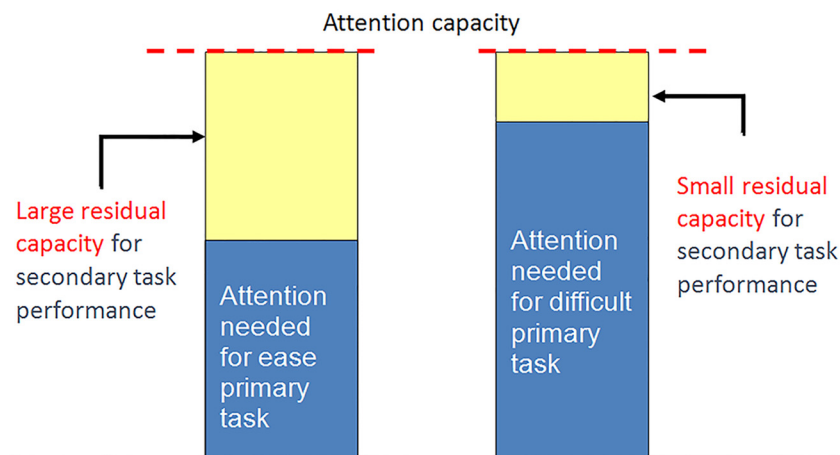 Attention capacity
Large residual
capacity for
secondary task
performance
Attention
needed
for ease
primary
task
Attention
needed
for difficult
primary
task
Small residual
capacity for
secondary task
performance